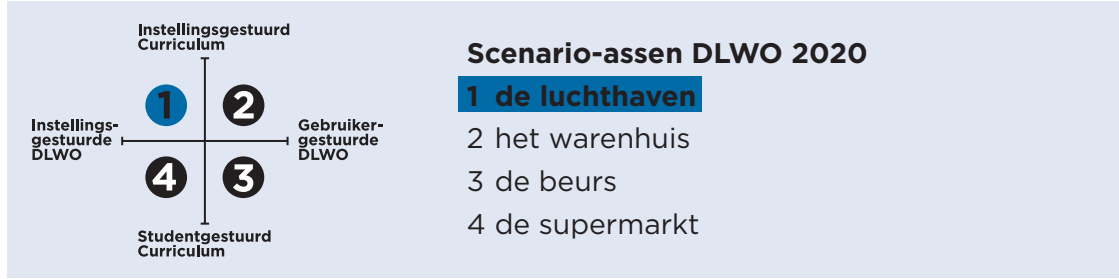 Instellingsgestuurd
Curriculum
1
2
Instellings-
gestuurde
DLWO
Gebruiker-
gestuurde
DLWO
4
3
Studentgestuurd
Curriculum
Scenario-assen DLWO 2020
1 de luchthaven
2 het warenhuis
3 de beurs
4 de supermarkt